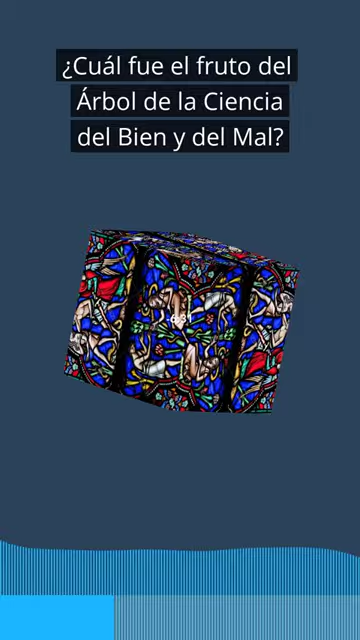 ¿Cuál fue el fruto del
Árbol de la Ciencia
del Bien y del Mal?